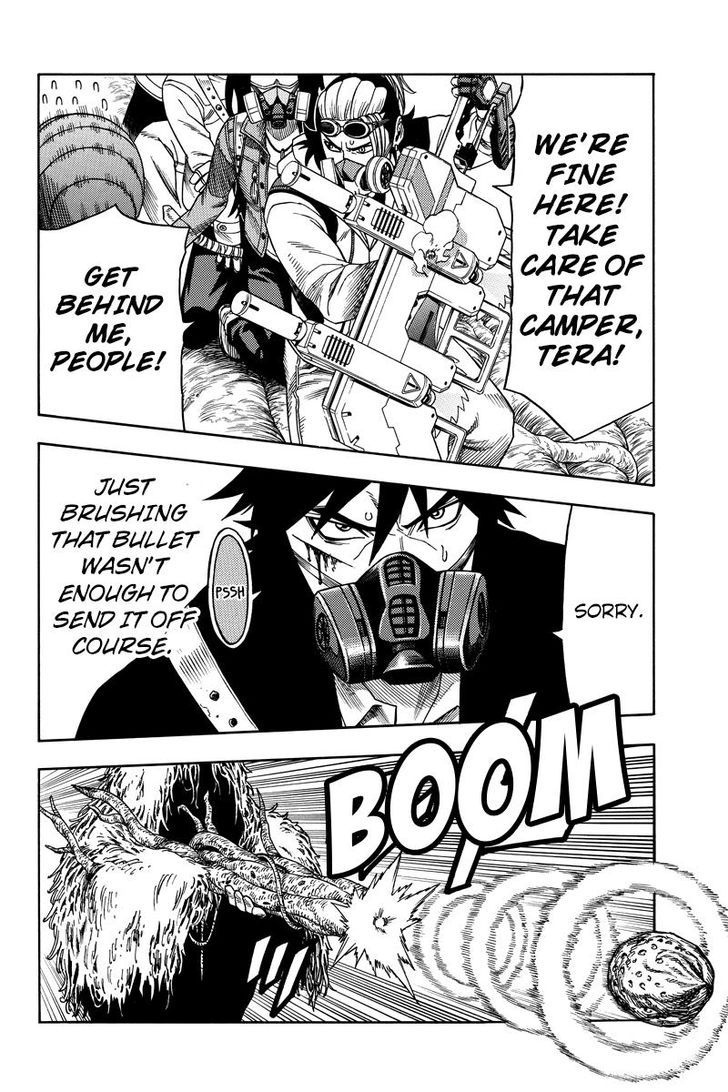 WE'RE
FINE
HERE!
TAKE
CARE OF
THAT
CAMPER,
TERA!
GET
BEHIND
ME,
PEOPLE!
SORRY.
JUST
BRUSHING
THAT BULLET
WASN'T
ENOUGH TO
SEND IT OFF
COURSE.
PSSH
BOOM